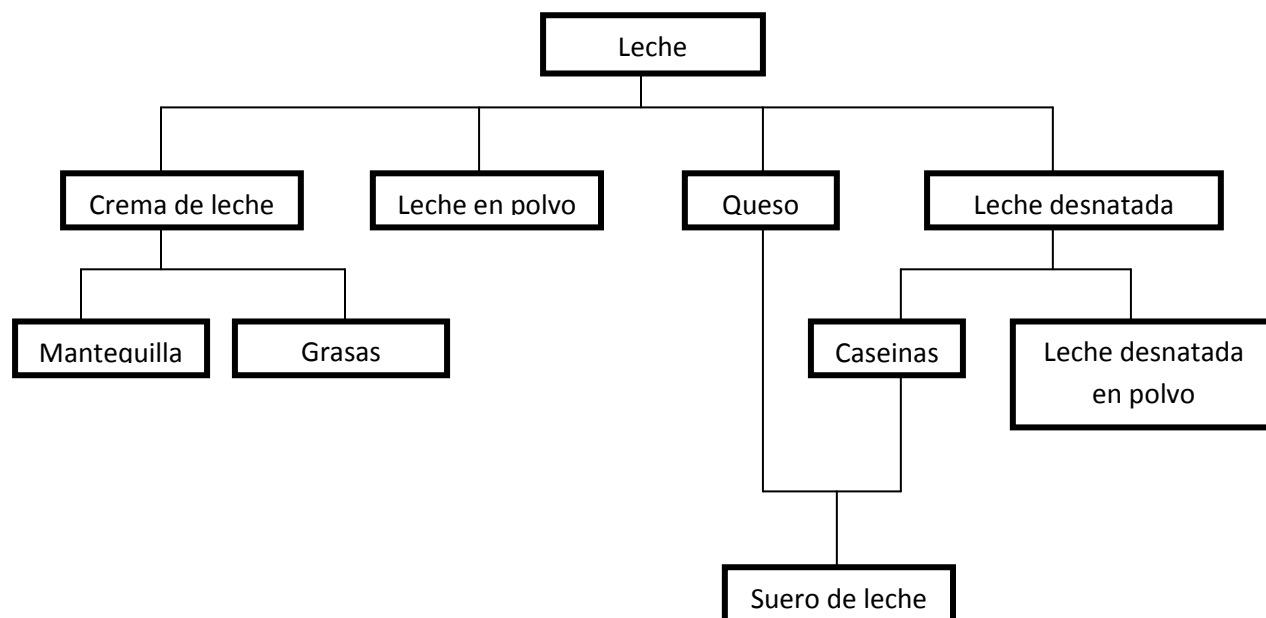 Leche
Crema de leche
Leche en polvo
Queso
Leche desnatada
Mantequilla
Grasas
Caseinas
Leche desnatada
en polvo
Suero de leche